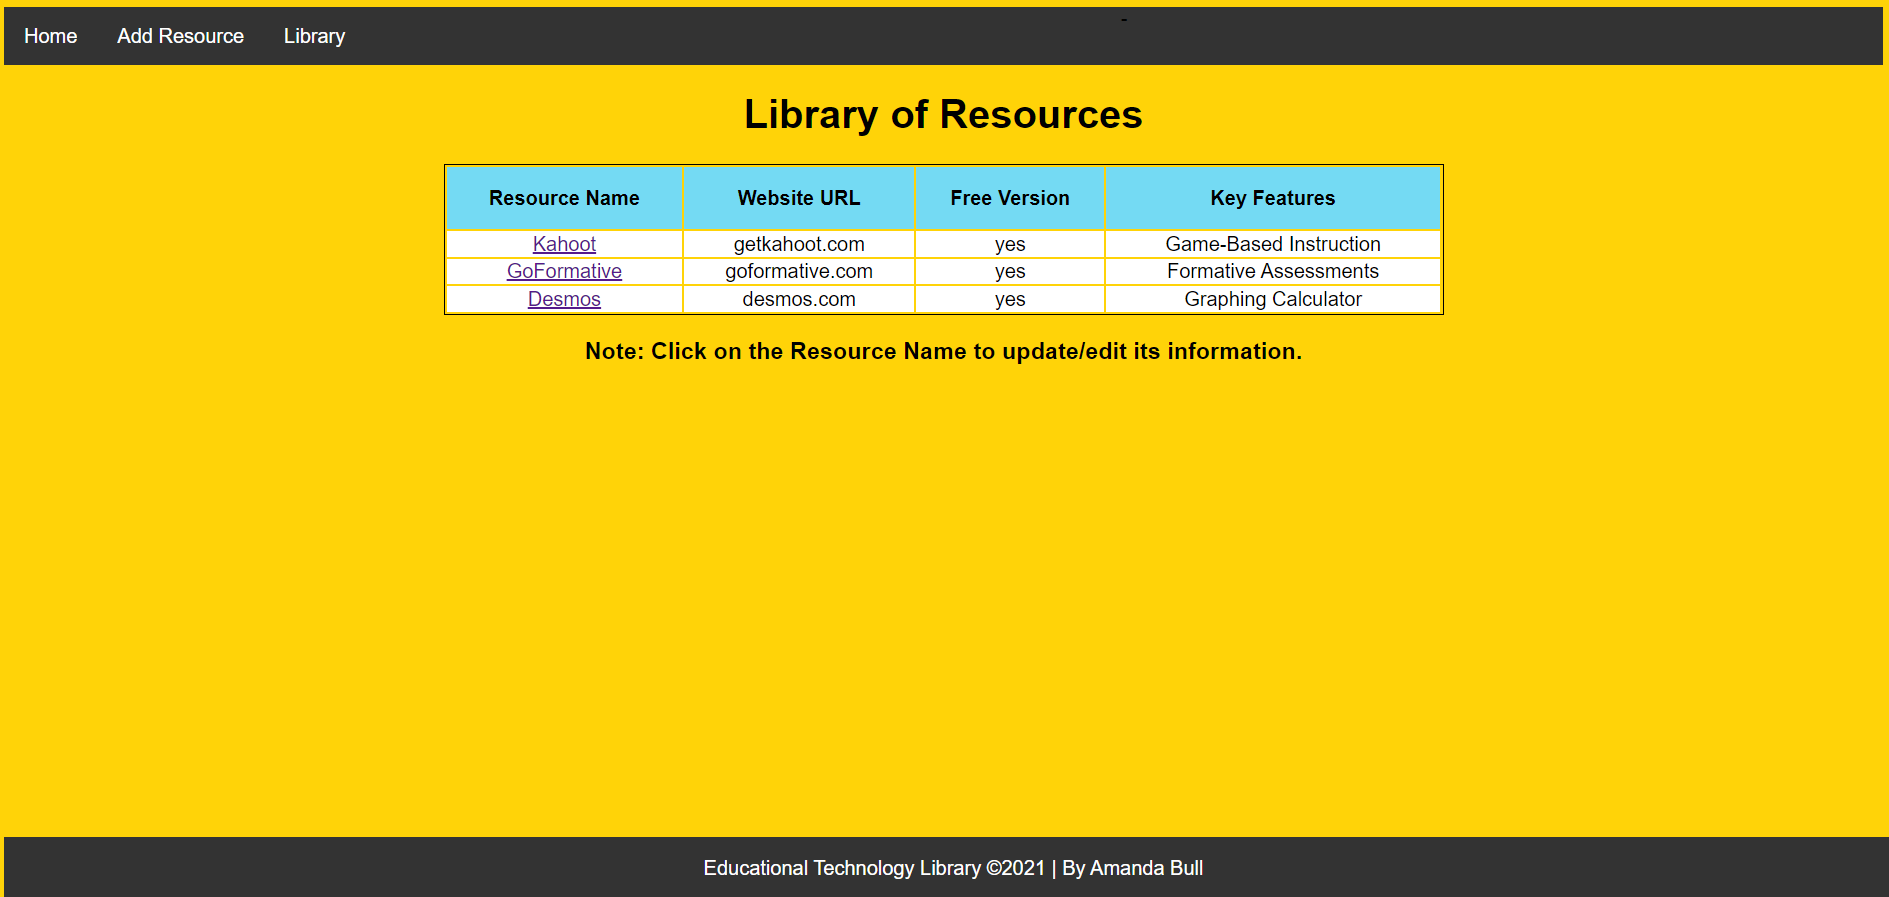 -
Home Add Resource Library
Library of Resources
Resource Name Website URL Free Version Key Features
Kahoot getkahoot.com yes Game-Based Instruction
GoFormative goformative.com yes Formative Assessments
Desmos desmos.com yes Graphing Calculator
Note: Click on the Resource Name to update/edit its information.
Educational Technology Library ©2021 | By Amanda Bull